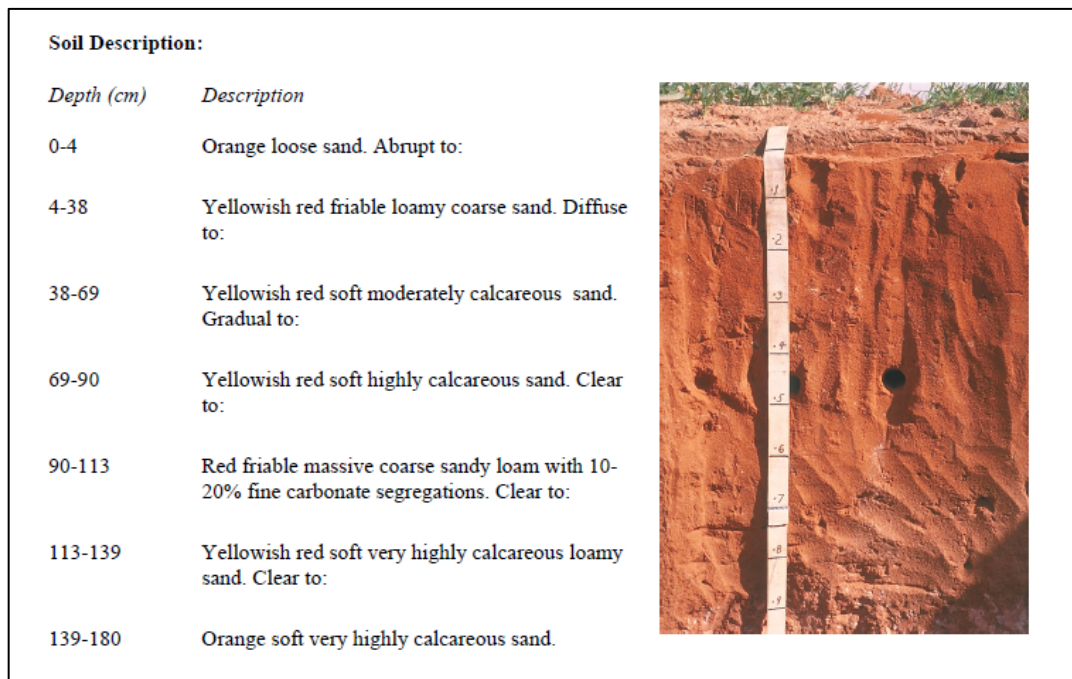 Soil Description:
Depth (cm) Description
0-4 Orange loose sand. Abrupt to:
4-38 Yellowish red friable loamy coarse sand. Diffuse
to:
38-69 Yellowish red soft moderately calcareous  sand.
Gradual to:
69-90 Yellowish red soft highly calcareous sand. Clear
to:
90-113 Red friable massive coarse sandy loam with 10-
20% fine carbonate segregations. Clear to:
113-139 Yellowish red soft very highly calcareous loamy
sand. Clear to:
139-180 Orange soft very highly calcareous sand.
.1
.2
.3
.4
.5
.6
.7
.8
.9